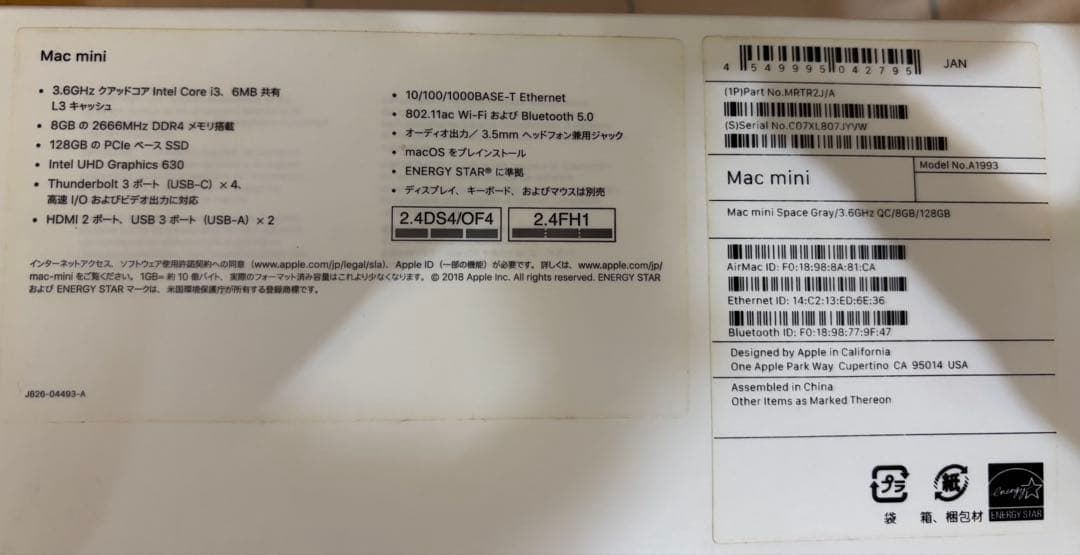 Mac mini
• 3.6GHz クアッドコア Intel Core i3、6MB 共有
L3 キャッシュ
• 8GB の 2666MHz DDR4 メモリ搭載
• 128GB の PCIe ベース SSD
• Intel UHD Graphics 630
• Thunderbolt 3 ポート（USB-C）× 4、
高速 I/O およびビデオ出力に対応
• HDMI 2 ポート、USB 3 ポート（USB-A）× 2
• 10/100/1000BASE-T Ethernet
• 802.11ac Wi-Fi および Bluetooth 5.0
• オーディオ出力／ 3.5mm ヘッドフォン兼用ジャック
• macOS をプレインストール
• ENERGY STAR® に準拠
• ディスプレイ、キーボード、およびマウスは別売
2.4DS4/OF4 2.4FH1
インターネットアクセス、ソフトウェア使用許諾契約への同意（www.apple.com/jp/legal/sla）、Apple ID（一部の機能）が必要です。詳しくは、www.apple.com/jp/
mac-mini をご覧ください。1GB= 約 10 億バイト、実際のフォーマット済み容量はこれより少なくなります。© 2018 Apple Inc. All rights reserved. ENERGY STAR
および ENERGY STAR マークは、米国環境保護庁が所有する登録商標です。
J826-04493-A
4 549995 042795 JAN
(1P)Part No.MRTR2J/A
(S)Serial No.C07XL807JYVW
Mac mini
Model No.A1993
Mac mini Space Gray/3.6GHz QC/8GB/128GB
AirMac ID: F0:18:98:8A:81:CA
Ethernet ID: 14:C2:13:ED:6E:36
Bluetooth ID: F0:18:98:77:9F:47
Designed by Apple in California
One Apple Park Way Cupertino CA 95014 USA
Assembled in China
Other Items as Marked Thereon
プラ 紙 energy
袋 箱、梱包材 ENERGY STAR